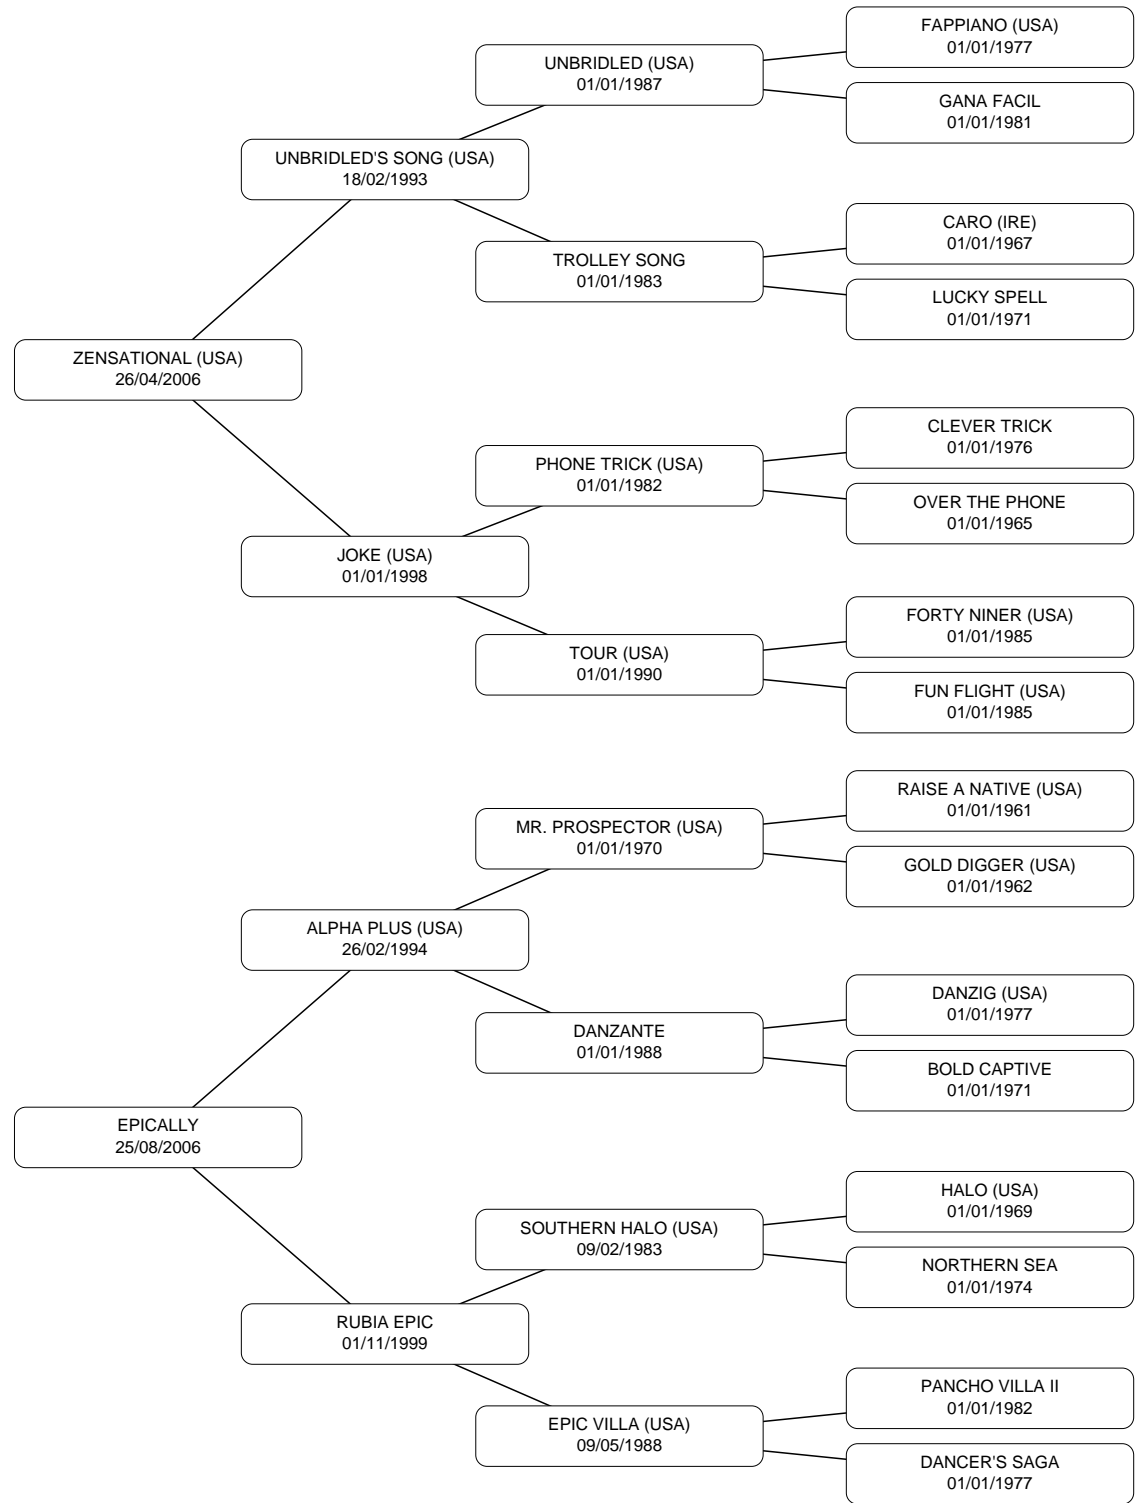 FAPPIANO (USA)
01/01/1977
UNBRIDLED (USA)
01/01/1987
GANA FACIL
01/01/1981
UNBRIDLED'S SONG (USA)
18/02/1993
CARO (IRE)
01/01/1967
TROLLEY SONG
01/01/1983
LUCKY SPELL
01/01/1971
ZENSATIONAL (USA)
26/04/2006
CLEVER TRICK
01/01/1976
PHONE TRICK (USA)
01/01/1982
OVER THE PHONE
01/01/1965
JOKE (USA)
01/01/1998
FORTY NINER (USA)
01/01/1985
TOUR (USA)
01/01/1990
FUN FLIGHT (USA)
01/01/1985
RAISE A NATIVE (USA)
01/01/1961
MR. PROSPECTOR (USA)
01/01/1970
GOLD DIGGER (USA)
01/01/1962
ALPHA PLUS (USA)
26/02/1994
DANZIG (USA)
01/01/1977
DANZANTE
01/01/1988
BOLD CAPTIVE
01/01/1971
EPICALLY
25/08/2006
HALO (USA)
01/01/1969
SOUTHERN HALO (USA)
09/02/1983
NORTHERN SEA
01/01/1974
RUBIA EPIC
01/11/1999
PANCHO VILLA II
01/01/1982
EPIC VILLA (USA)
09/05/1988
DANCER'S SAGA
01/01/1977